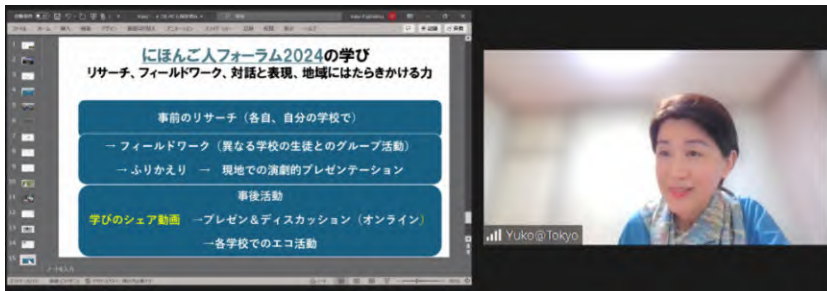 にほんご人フォーラム2024の学び
リサーチ、フィールドワーク、対話と表現、地域にはたらきかける力
事前のリサーチ（各自、自分の学校で）
→ フィールドワーク（異なる学校の生徒とのグループ活動）
→ ふりかえり　→　現地での演劇的プレゼンテーション
事後活動
学びのシェア動画　→プレゼン＆ディスカッション（オンライン）
→各学校でのエコ活動
Yuko@Tokyo